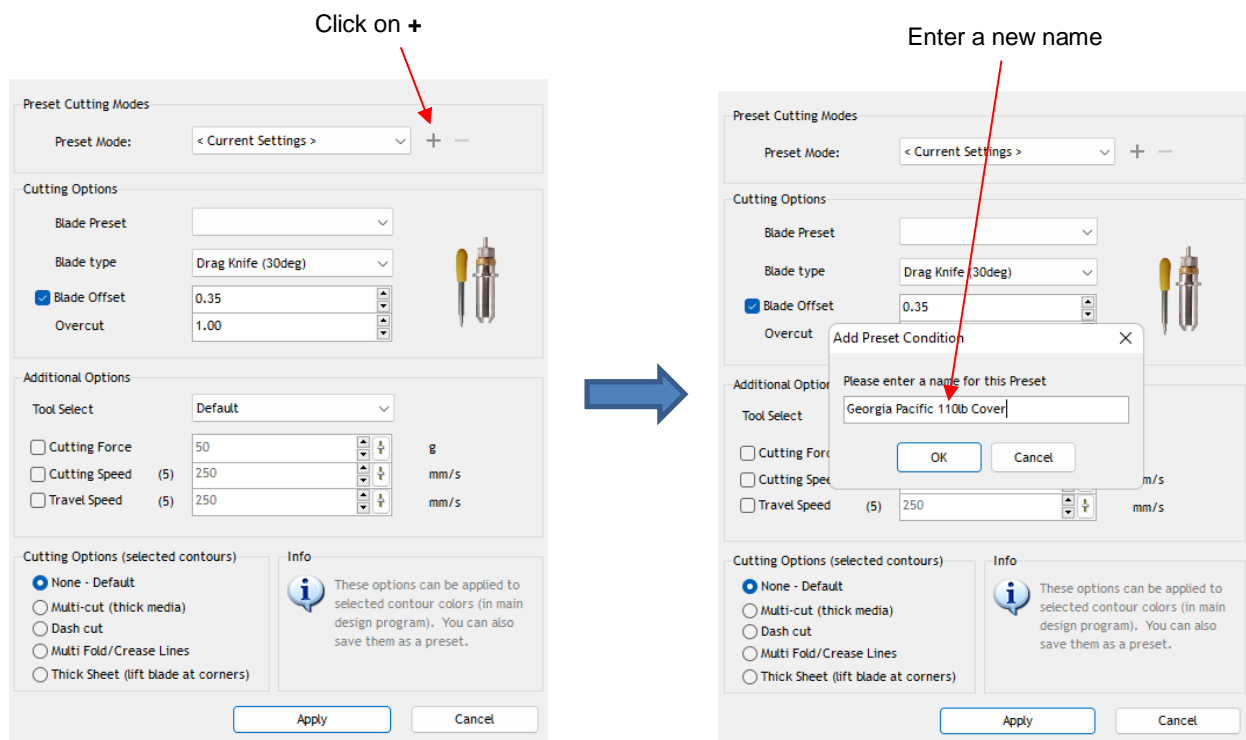 Click on +
Enter a new name
Preset Cutting Modes
Preset Mode: < Current Settings >
Cutting Options
Blade Preset
Blade type Drag Knife (30deg)
Blade Offset 0.35
Overcut 1.00
Additional Options
Tool Select Default
Cutting Force 50 g
Cutting Speed (5) 250 mm/s
Travel Speed (5) 250 mm/s
Cutting Options (selected contours)
None - Default
Multi-cut (thick media)
Dash cut
Multi Fold/Crease Lines
Thick Sheet (lift blade at corners)
Info
These options can be applied to
selected contour colors (in main
design program). You can also
save them as a preset.
Apply Cancel
Preset Cutting Modes
Preset Mode: < Current Settings >
Cutting Options
Blade Preset
Blade type Drag Knife (30deg)
Blade Offset 0.35
Overcut
Add Preset Condition
Please enter a name for this Preset
Georgia Pacific 110lb Cover
OK Cancel
Additional Option
Tool Select
Cutting Forc
Cutting Spee m/s
Travel Speed (5) 250 mm/s
Cutting Options (selected contours)
None - Default
Multi-cut (thick media)
Dash cut
Multi Fold/Crease Lines
Thick Sheet (lift blade at corners)
Info
These options can be applied to
selected contour colors (in main
design program). You can also
save them as a preset.
Apply Cancel